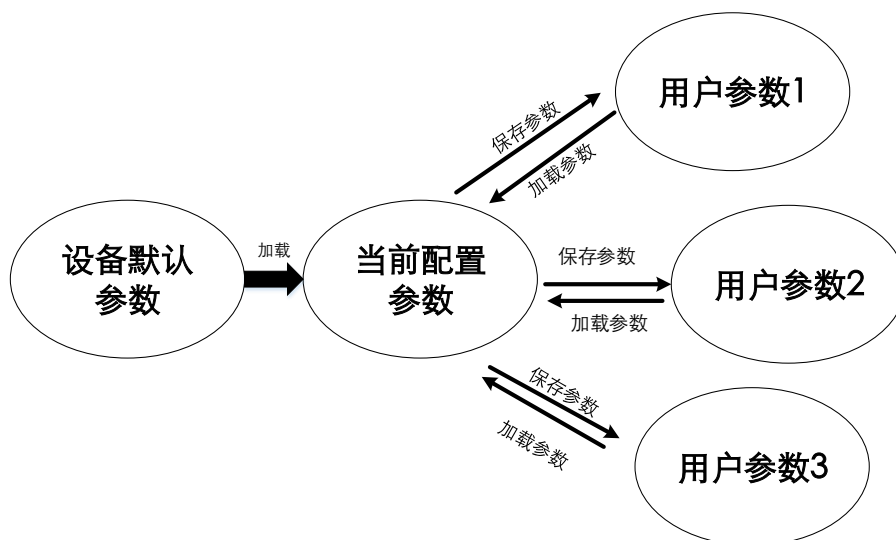 用户参数1
保存参数
加载参数
设备默认
参数
加载
当前配置
参数
保存参数
加载参数
用户参数2
保存参数
加载参数
用户参数3